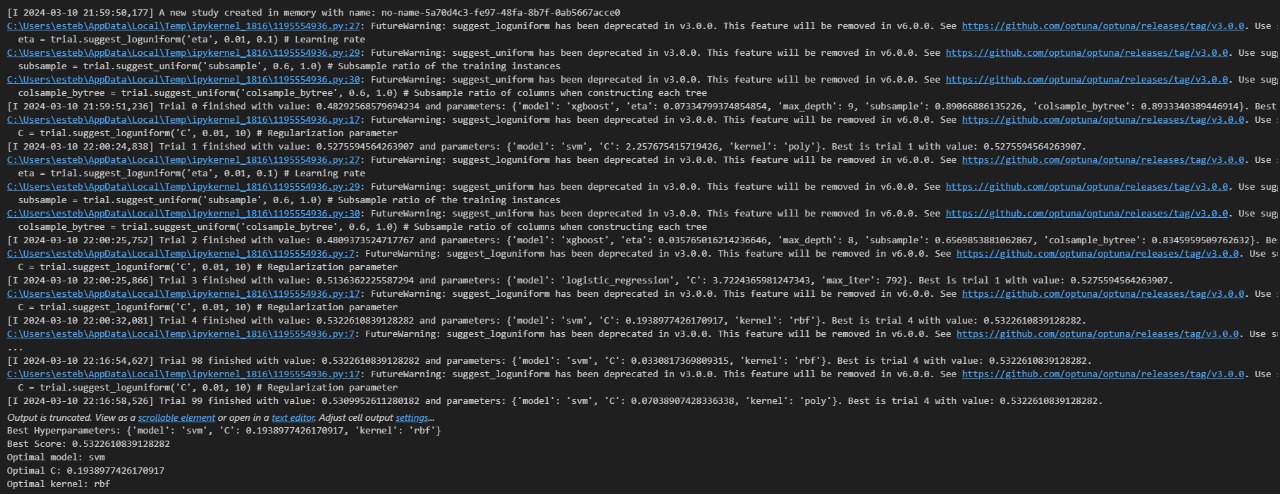 [I 2024-03-10 21:59:50,177] A new study created in memory with name: no-name-5a70d4c3-fe97-48fa-8b7f-0ab5667acce0
C:\Users\esteb\AppData\Local\Temp\ipykernel_1816\1195554936.py:27: FutureWarning: suggest_loguniform has been deprecated in v3.0.0. This feature will be removed in v6.0.0. See https://github.com/optuna/optuna/releases/tag/v3.0.0. Use
eta = trial.suggest_loguniform('eta', 0.01, 0.1) # Learning rate
C:\Users\esteb\AppData\Local\Temp\ipykernel_1816\1195554936.py:29: FutureWarning: suggest_uniform has been deprecated in v3.0.0. This feature will be removed in v6.0.0. See https://github.com/optuna/optuna/releases/tag/v3.0.0. Use sug
subsample = trial.suggest_uniform('subsample', 0.6, 1.0) # Subsample ratio of the training instances
C:\Users\esteb\AppData\Local\Temp\ipykernel_1816\1195554936.py:30: FutureWarning: suggest_uniform has been deprecated in v3.0.0. This feature will be removed in v6.0.0. See https://github.com/optuna/optuna/releases/tag/v3.0.0. Use sug
colsample_bytree = trial.suggest_uniform('colsample_bytree', 0.6, 1.0) # Subsample ratio of columns when constructing each tree
[I 2024-03-10 21:59:51,236] Trial 0 finished with value: 0.48292568579694234 and parameters: {'model': 'xgboost', 'eta': 0.07334799374854854, 'max_depth': 9, 'subsample': 0.89066886135226, 'colsample_bytree': 0.8933340389446914}. Best
C:\Users\esteb\AppData\Local\Temp\ipykernel_1816\1195554936.py:17: FutureWarning: suggest_loguniform has been deprecated in v3.0.0. This feature will be removed in v6.0.0. See https://github.com/optuna/optuna/releases/tag/v3.0.0. Use
C = trial.suggest_loguniform('C', 0.01, 10) # Regularization parameter
[I 2024-03-10 22:00:24,838] Trial 1 finished with value: 0.5275594564263907 and parameters: {'model': 'svm', 'C': 2.257675415719426, 'kernel': 'poly'}. Best is trial 1 with value: 0.5275594564263907.
C:\Users\esteb\AppData\Local\Temp\ipykernel_1816\1195554936.py:27: FutureWarning: suggest_loguniform has been deprecated in v3.0.0. This feature will be removed in v6.0.0. See https://github.com/optuna/optuna/releases/tag/v3.0.0. Use
eta = trial.suggest_loguniform('eta', 0.01, 0.1) # Learning rate
C:\Users\esteb\AppData\Local\Temp\ipykernel_1816\1195554936.py:29: FutureWarning: suggest_uniform has been deprecated in v3.0.0. This feature will be removed in v6.0.0. See https://github.com/optuna/optuna/releases/tag/v3.0.0. Use sug
subsample = trial.suggest_uniform('subsample', 0.6, 1.0) # Subsample ratio of the training instances
C:\Users\esteb\AppData\Local\Temp\ipykernel_1816\1195554936.py:30: FutureWarning: suggest_uniform has been deprecated in v3.0.0. This feature will be removed in v6.0.0. See https://github.com/optuna/optuna/releases/tag/v3.0.0. Use sug
colsample_bytree = trial.suggest_uniform('colsample_bytree', 0.6, 1.0) # Subsample ratio of columns when constructing each tree
[I 2024-03-10 22:00:25,752] Trial 2 finished with value: 0.480937352471767 and parameters: {'model': 'xgboost', 'eta': 0.035765016214236646, 'max_depth': 8, 'subsample': 0.6569853881062867, 'colsample_bytree': 0.8345959509762632}. Be
C:\Users\esteb\AppData\Local\Temp\ipykernel_1816\1195554936.py:7: FutureWarning: suggest_loguniform has been deprecated in v3.0.0. This feature will be removed in v6.0.0. See https://github.com/optuna/optuna/releases/tag/v3.0.0. Use s
C = trial.suggest_loguniform('C', 0.01, 10) # Regularization parameter
[I 2024-03-10 22:00:25,866] Trial 3 finished with value: 0.5136362225587294 and parameters: {'model': 'logistic_regression', 'C': 3.7224365981247343, 'max_iter': 792}. Best is trial 1 with value: 0.5275594564263907.
C:\Users\esteb\AppData\Local\Temp\ipykernel_1816\1195554936.py:17: FutureWarning: suggest_loguniform has been deprecated in v3.0.0. This feature will be removed in v6.0.0. See https://github.com/optuna/optuna/releases/tag/v3.0.0. Use
C = trial.suggest_loguniform('C', 0.01, 10) # Regularization parameter
[I 2024-03-10 22:00:32,081] Trial 4 finished with value: 0.5322610839128282 and parameters: {'model': 'svm', 'C': 0.1938977426170917, 'kernel': 'rbf'}. Best is trial 4 with value: 0.5322610839128282.
C:\Users\esteb\AppData\Local\Temp\ipykernel_1816\1195554936.py:7: FutureWarning: suggest_loguniform has been deprecated in v3.0.0. This feature will be removed in v6.0.0. See https://github.com/optuna/optuna/releases/tag/v3.0.0. Use s
...
[I 2024-03-10 22:16:54,627] Trial 98 finished with value: 0.5322610839128282 and parameters: {'model': 'svm', 'C': 0.0330817369809315, 'kernel': 'rbf'}. Best is trial 4 with value: 0.5322610839128282.
C:\Users\esteb\AppData\Local\Temp\ipykernel_1816\1195554936.py:17: FutureWarning: suggest_loguniform has been deprecated in v3.0.0. This feature will be removed in v6.0.0. See https://github.com/optuna/optuna/releases/tag/v3.0.0. Use
C = trial.suggest_loguniform('C', 0.01, 10) # Regularization parameter
[I 2024-03-10 22:16:58,526] Trial 99 finished with value: 0.5309952611280182 and parameters: {'model': 'svm', 'C': 0.07038907428336338, 'kernel': 'poly'}. Best is trial 4 with value: 0.5322610839128282.
Output is truncated. View as a scrollable element or open in a text editor. Adjust cell output settings...
Best Hyperparameters: {'model': 'svm', 'C': 0.1938977426170917, 'kernel': 'rbf'}
Best Score: 0.5322610839128282
Optimal model: svm
Optimal C: 0.1938977426170917
Optimal kernel: rbf